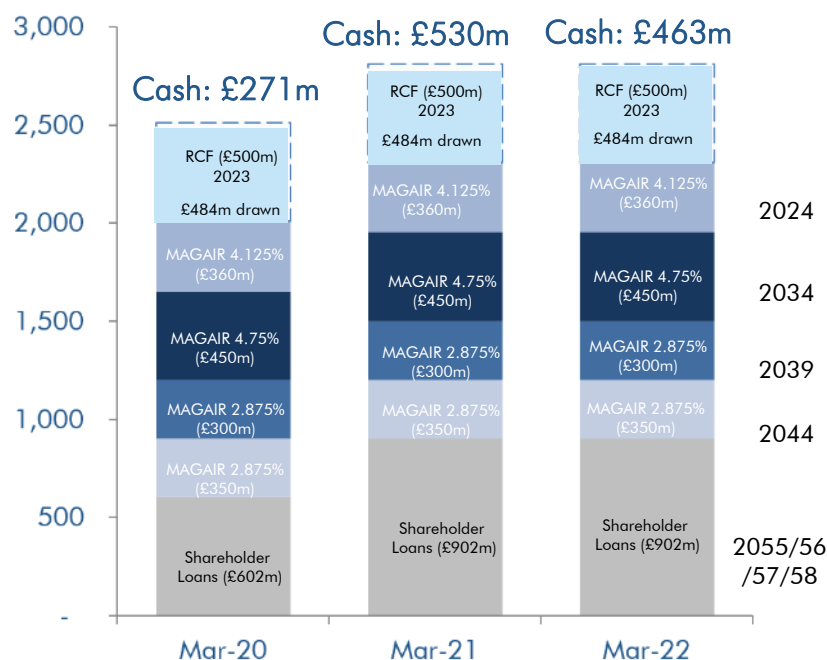 3,000
2,500
2,000
1,500
1,000
500
-
Cash: £271m
RCF (£500m)
2023
£484m drawn
MAGAIR 4.125%
(£360m)
MAGAIR 4.75%
(£450m)
MAGAIR 2.875%
(£300m)
MAGAIR 2.875%
(£350m)
Shareholder
Loans (£602m)
Mar-20
Cash: £530m
RCF (£500m)
2023
£484m drawn
MAGAIR 4.125%
(£360m)
MAGAIR 4.75%
(£450m)
MAGAIR 2.875%
(£300m)
MAGAIR 2.875%
(£350m)
Shareholder
Loans (£902m)
Mar-21
Cash: £463m
RCF (£500m)
2023
£484m drawn
MAGAIR 4.125%
(£360m)
MAGAIR 4.75%
(£450m)
MAGAIR 2.875%
(£300m)
MAGAIR 2.875%
(£350m)
Shareholder
Loans (£902m)
Mar-22
2024
2034
2039
2044
2055/56
/57/58